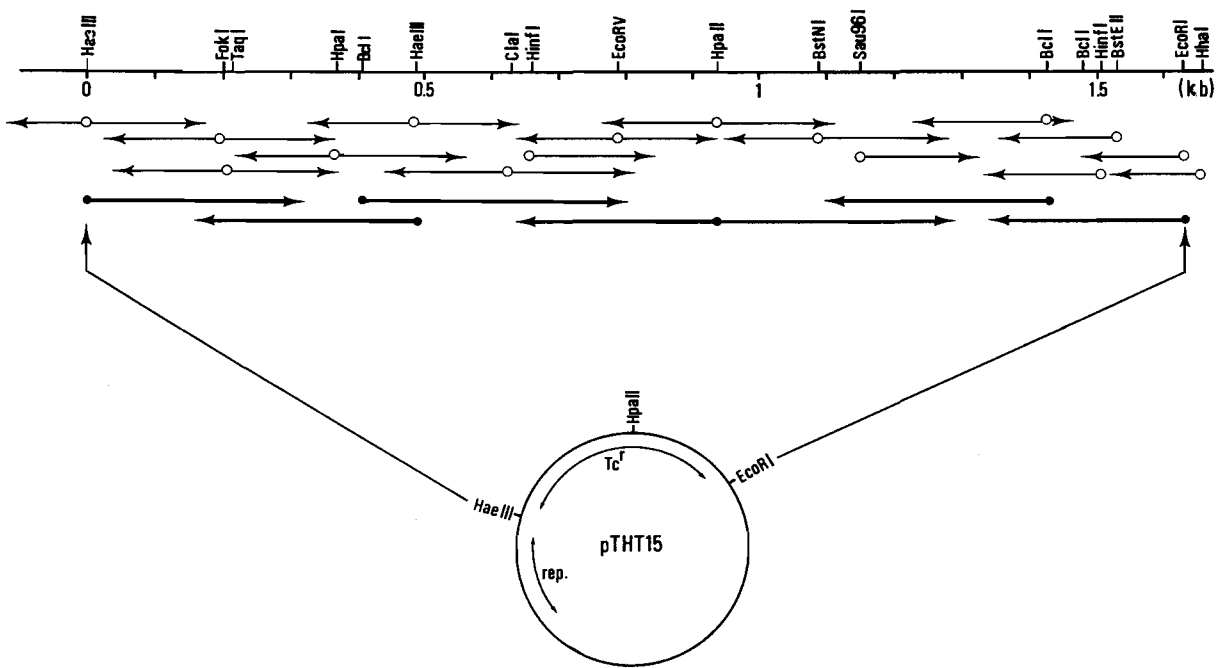 HaeIII
FokI
TaqI
HpaI
BclI
HaeIII
ClaI
HinfI
EcoRV
HpaII
BstNI
Sau96I
BclI
BclI
HinfI
BstEII
EcoRI
HhaI
0
0.5
1
1.5
(kb)
HpaII
Tcr
EcoRI
HaeIII
pTHT15
rep.